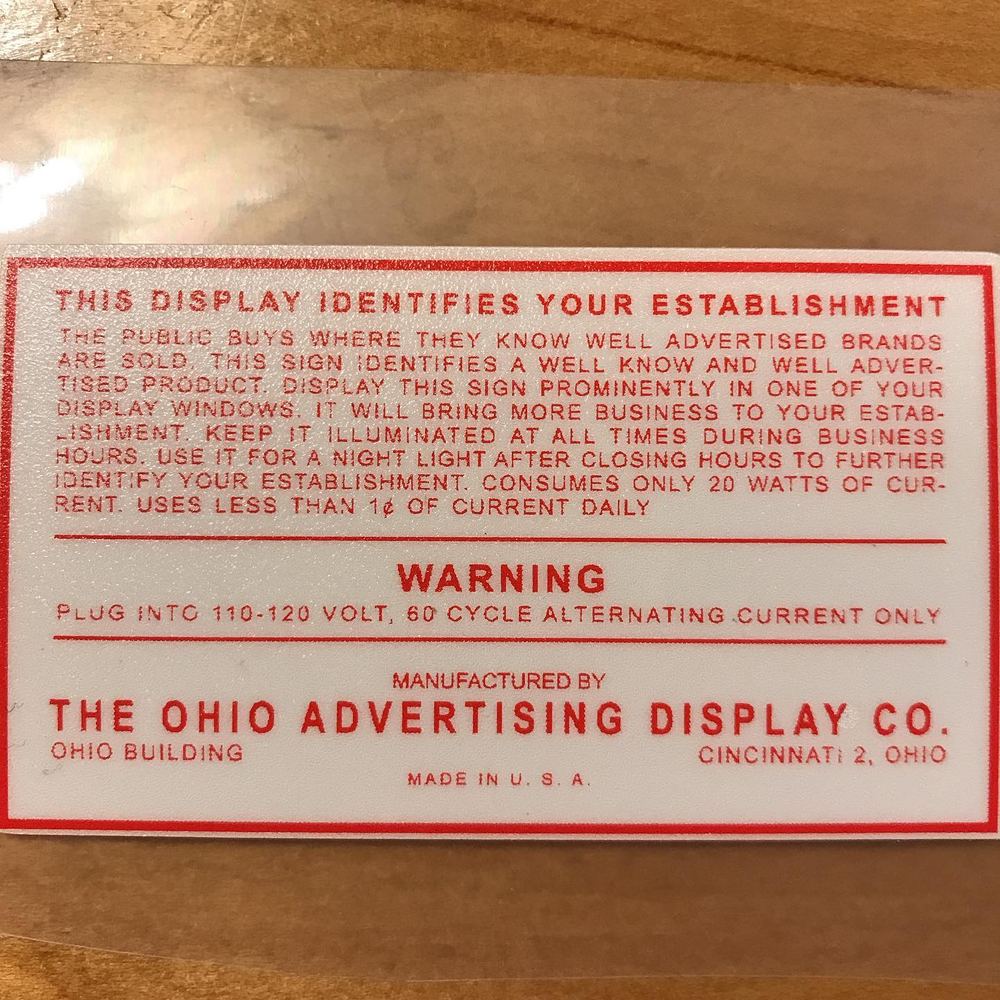 THIS DISPLAY IDENTIFIES YOUR ESTABLISHMENT
THE PUBLIC BUYS WHERE THEY KNOW WELL ADVERTISED BRANDS
ARE SOLD. THIS SIGN IDENTIFIES A WELL KNOW AND WELL ADVER-
TISED PRODUCT. DISPLAY THIS SIGN PROMINENTLY IN ONE OF YOUR
DISPLAY WINDOWS. IT WILL BRING MORE BUSINESS TO YOUR ESTAB-
LISHMENT. KEEP IT ILLUMINATED AT ALL TIMES DURING BUSINESS
HOURS. USE IT FOR A NIGHT LIGHT AFTER CLOSING HOURS TO FURTHER
IDENTIFY YOUR ESTABLISHMENT. CONSUMES ONLY 20 WATTS OF CUR-
RENT. USES LESS THAN 1¢ OF CURRENT DAILY
WARNING
PLUG INTO 110-120 VOLT, 60 CYCLE ALTERNATING CURRENT ONLY
MANUFACTURED BY
THE OHIO ADVERTISING DISPLAY CO.
OHIO BUILDING CINCINNATI 2, OHIO
MADE IN U. S. A.